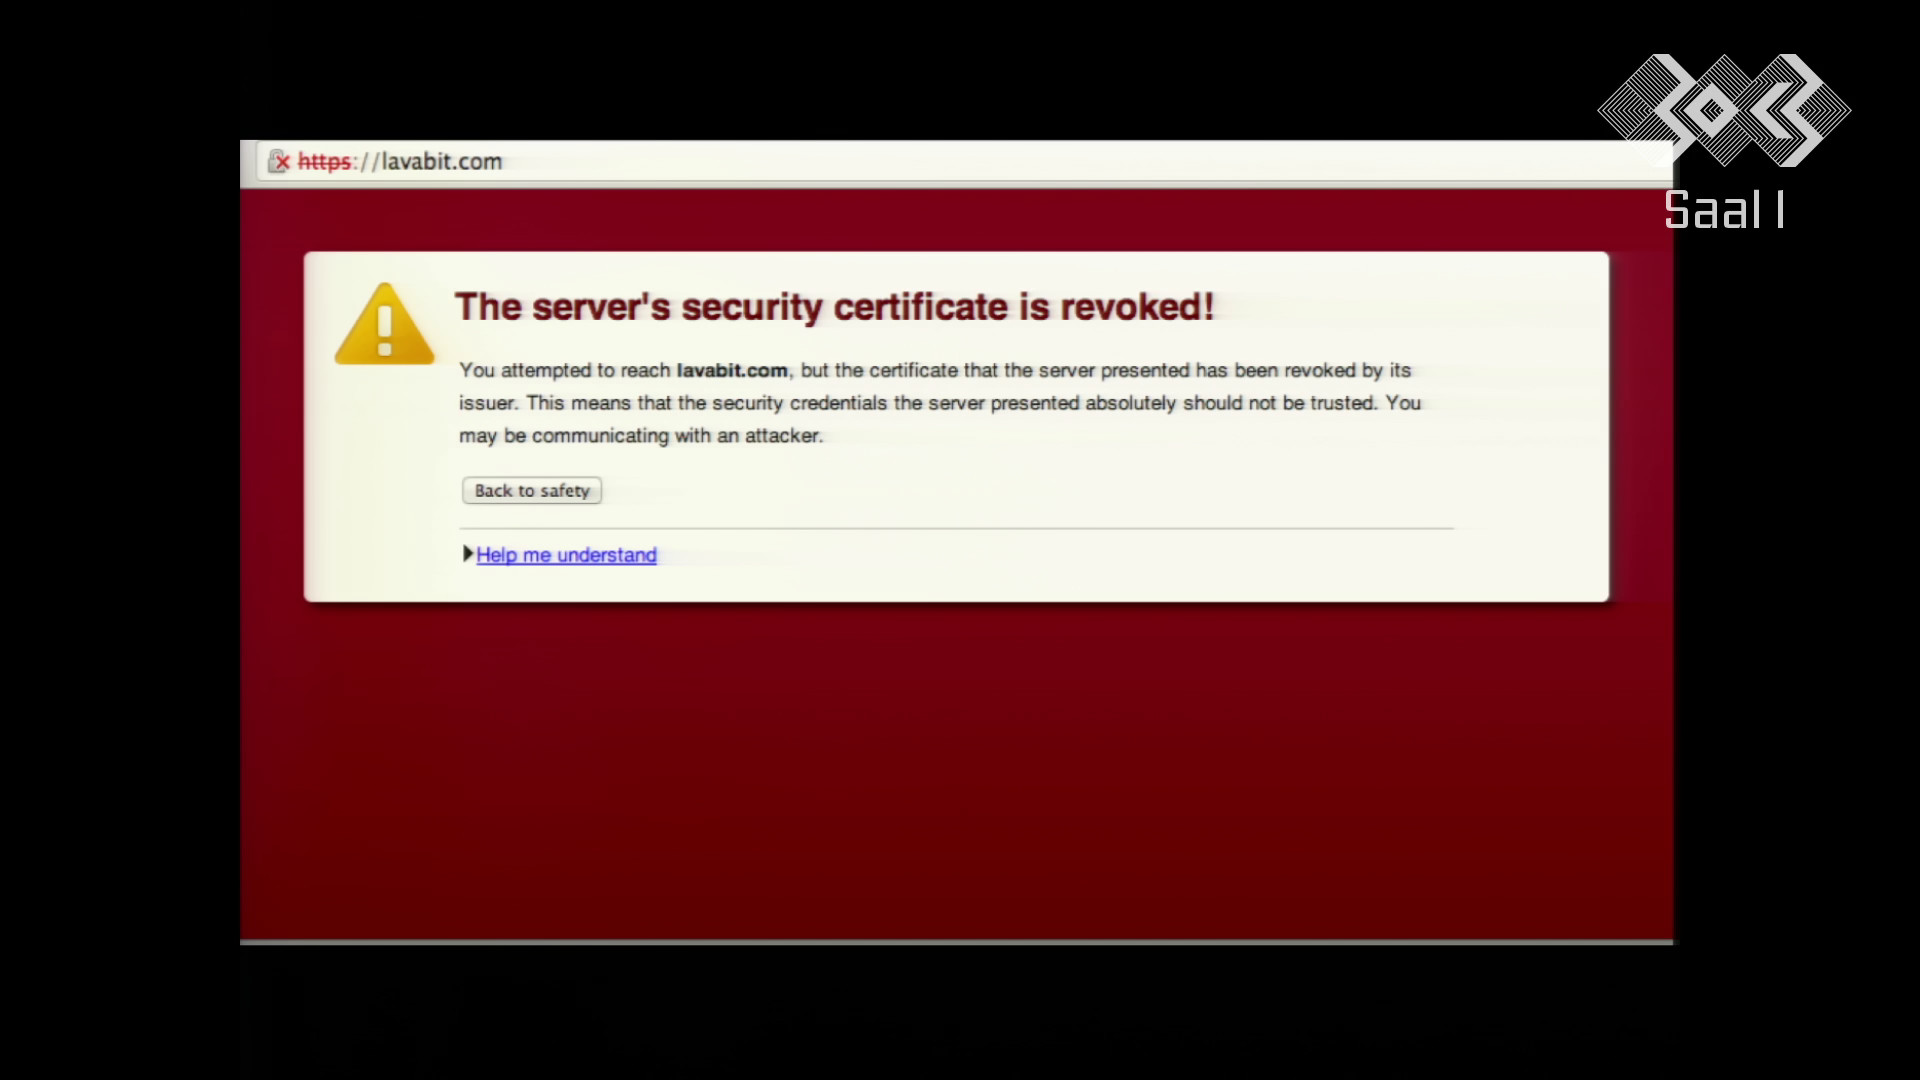 https://lavabit.com
Saal 1
The server's security certificate is revoked!
You attempted to reach lavabit.com, but the certificate that the server presented has been revoked by its
issuer. This means that the security credentials the server presented absolutely should not be trusted. You
may be communicating with an attacker.
Back to safety
Help me understand